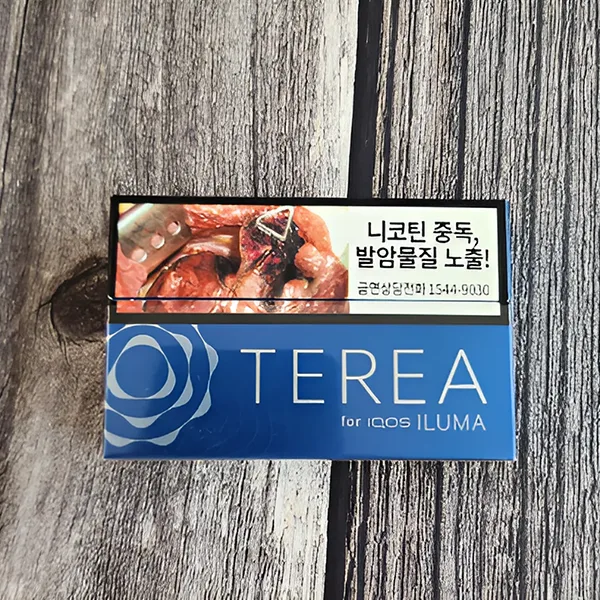 니코틴 중독,
발암물질 노출!
금연상담전화 1544-9030
TEREA
for IQOS ILUMA